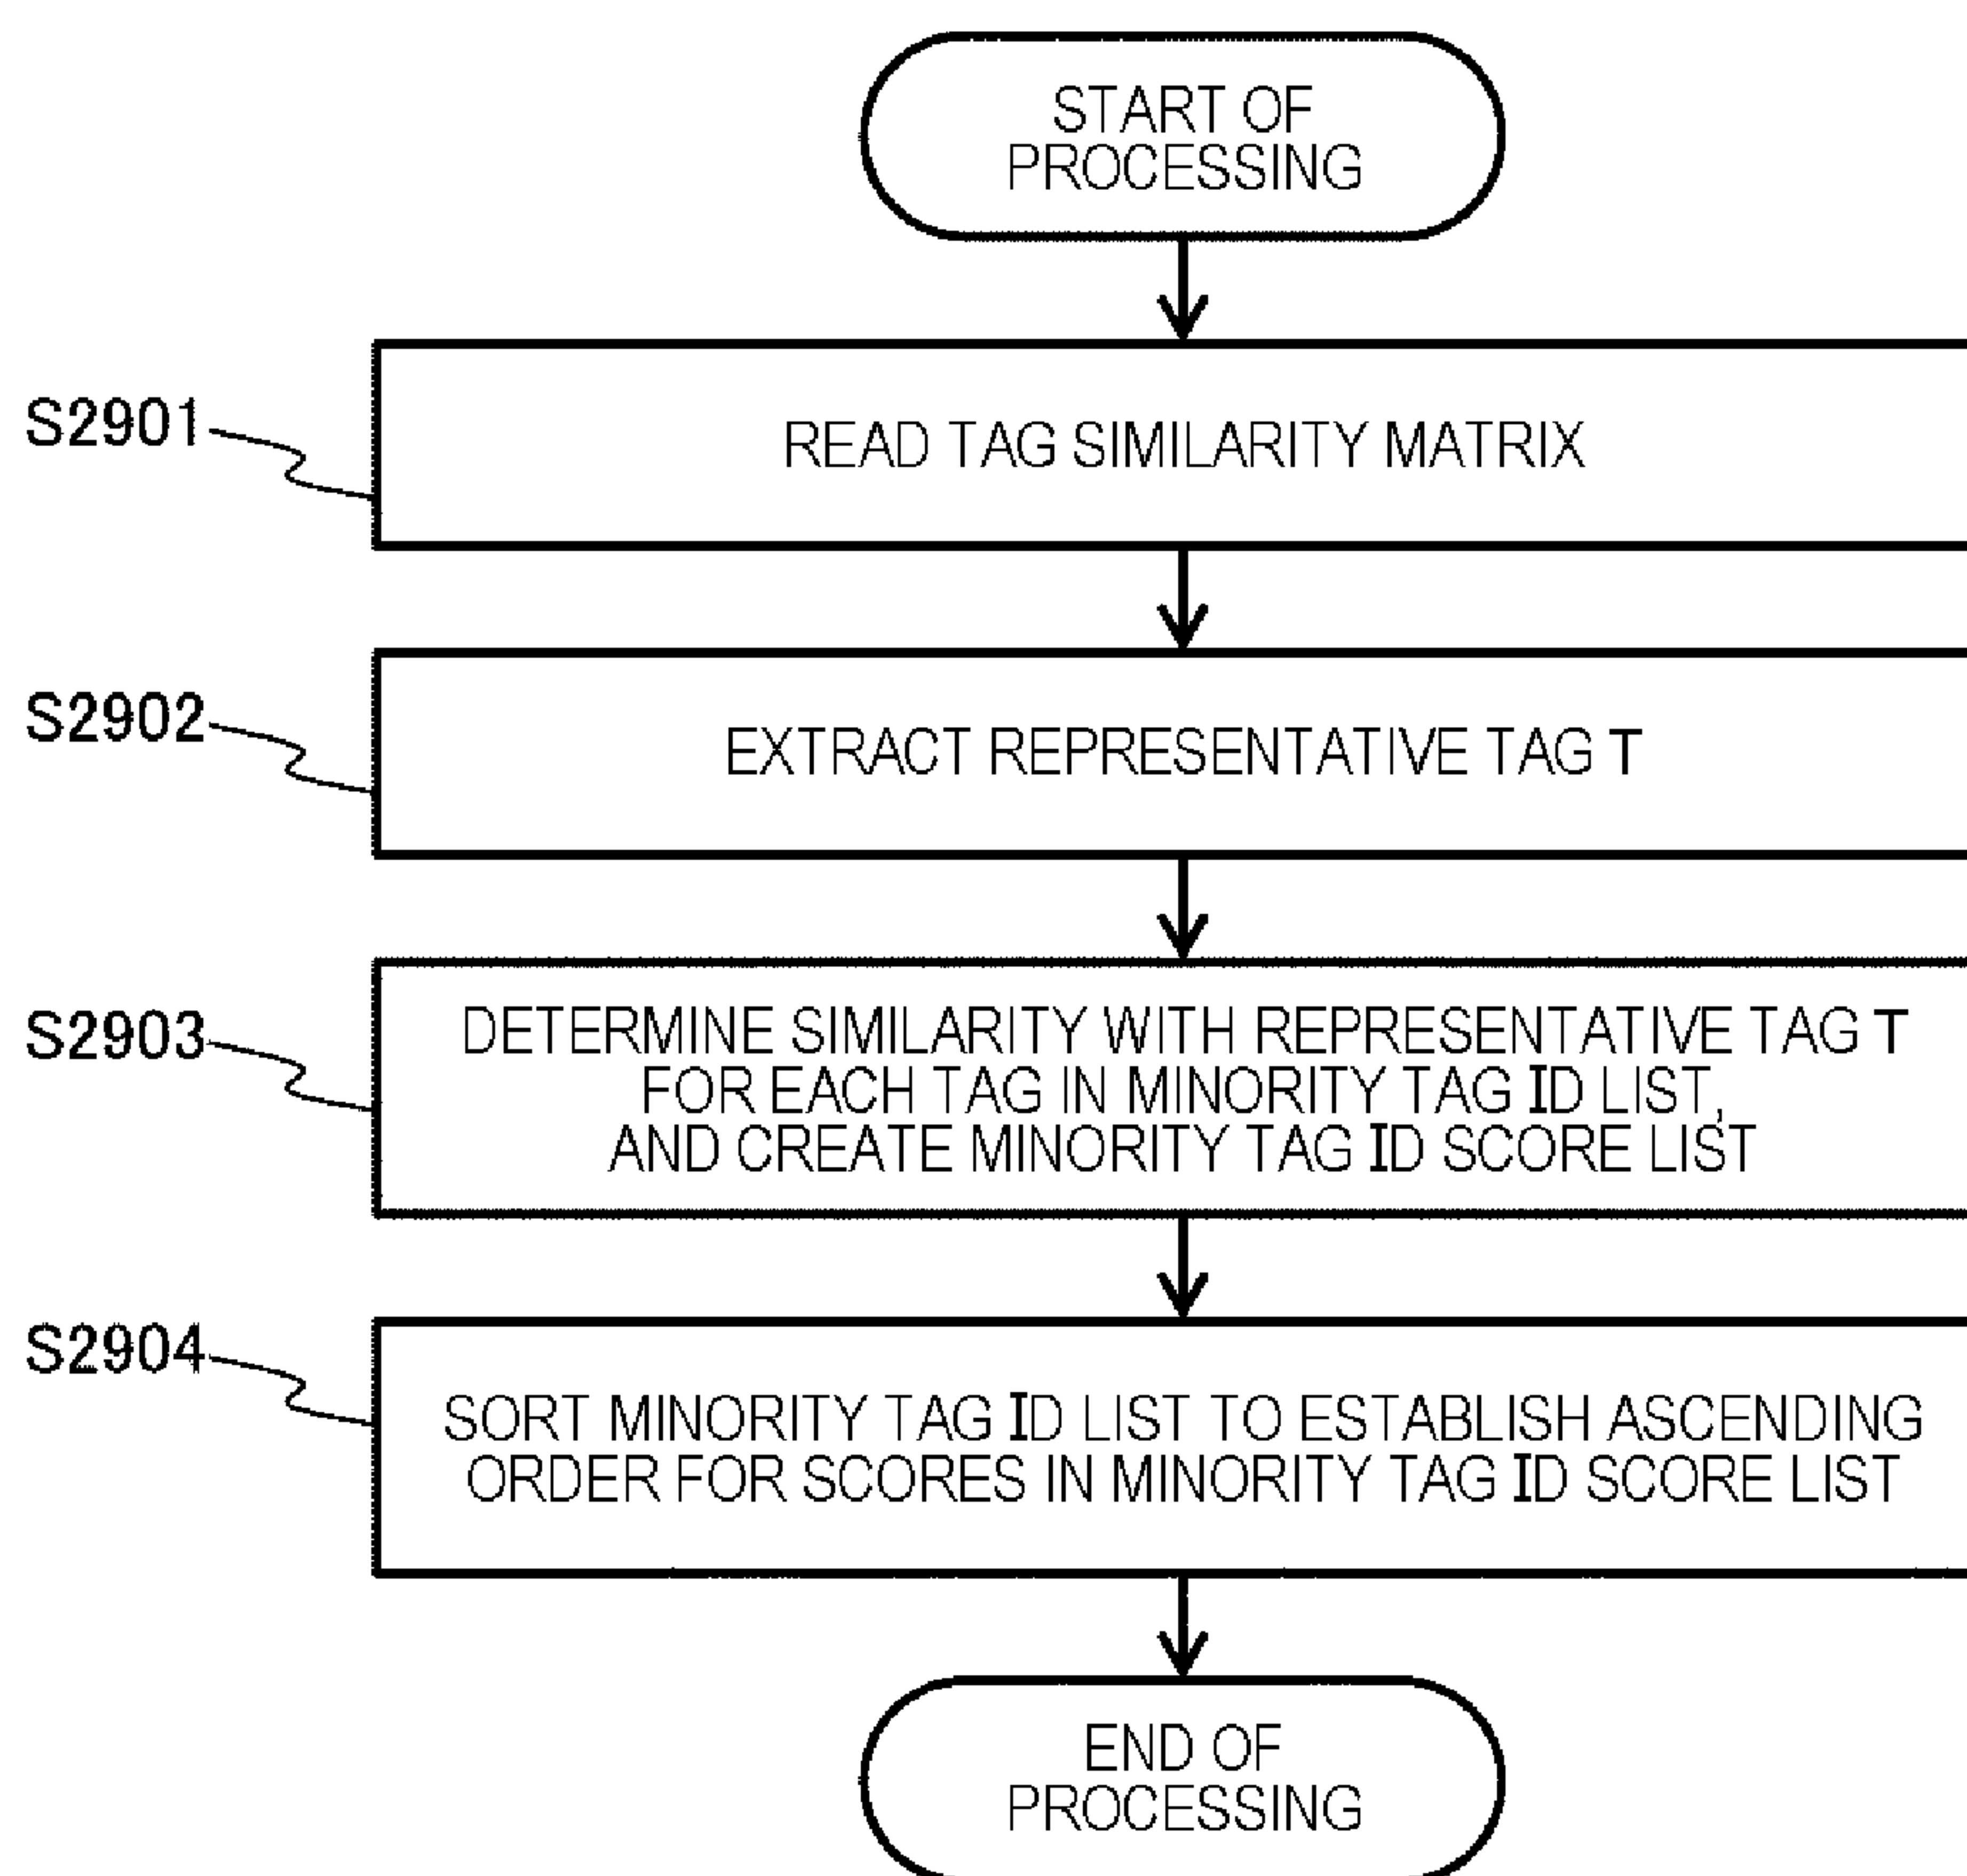 START OF
PROCESSING
S2901
READ TAG SIMILARITY MATRIX
S2902
EXTRACT REPRESENTATIVE TAG T
S2903
DETERMINE SIMILARITY WITH REPRESENTATIVE TAG T
FOR EACH TAG IN MINORITY TAG ID LIST,
AND CREATE MINORITY TAG ID SCORE LIST
S2904
SORT MINORITY TAG ID LIST TO ESTABLISH ASCENDING
ORDER FOR SCORES IN MINORITY TAG ID SCORE LIST
END OF
PROCESSING